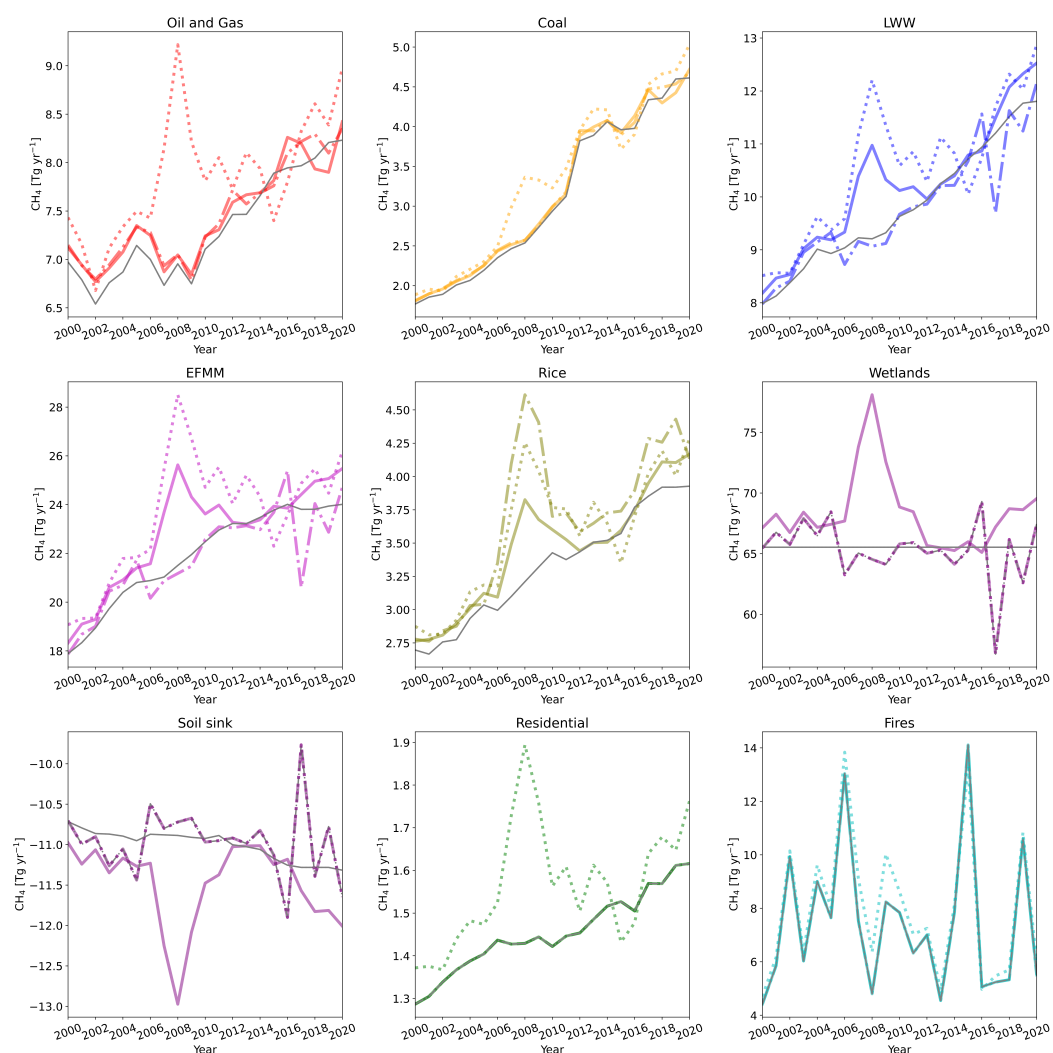 Oil and Gas
Coal
LWW
CH₄ [Tg yr⁻¹]
9.0
8.5
8.0
7.5
7.0
6.5
2000 2002 2004 2006 2008 2010 2012 2014 2016 2018 2020
Year
CH₄ [Tg yr⁻¹]
5.0
4.5
4.0
3.5
3.0
2.5
2.0
2000 2002 2004 2006 2008 2010 2012 2014 2016 2018 2020
Year
CH₄ [Tg yr⁻¹]
13
12
11
10
9
8
2000 2002 2004 2006 2008 2010 2012 2014 2016 2018 2020
Year
EFMM
Rice
Wetlands
CH₄ [Tg yr⁻¹]
28
26
24
22
20
18
2000 2002 2004 2006 2008 2010 2012 2014 2016 2018 2020
Year
CH₄ [Tg yr⁻¹]
4.50
4.25
4.00
3.75
3.50
3.25
3.00
2.75
2000 2002 2004 2006 2008 2010 2012 2014 2016 2018 2020
Year
CH₄ [Tg yr⁻¹]
75
70
65
60
2000 2002 2004 2006 2008 2010 2012 2014 2016 2018 2020
Year
Soil sink
Residential
Fires
CH₄ [Tg yr⁻¹]
−10.0
−10.5
−11.0
−11.5
−12.0
−12.5
−13.0
2000 2002 2004 2006 2008 2010 2012 2014 2016 2018 2020
Year
CH₄ [Tg yr⁻¹]
1.9
1.8
1.7
1.6
1.5
1.4
1.3
2000 2002 2004 2006 2008 2010 2012 2014 2016 2018 2020
Year
CH₄ [Tg yr⁻¹]
14
12
10
8
6
4
2000 2002 2004 2006 2008 2010 2012 2014 2016 2018 2020
Year